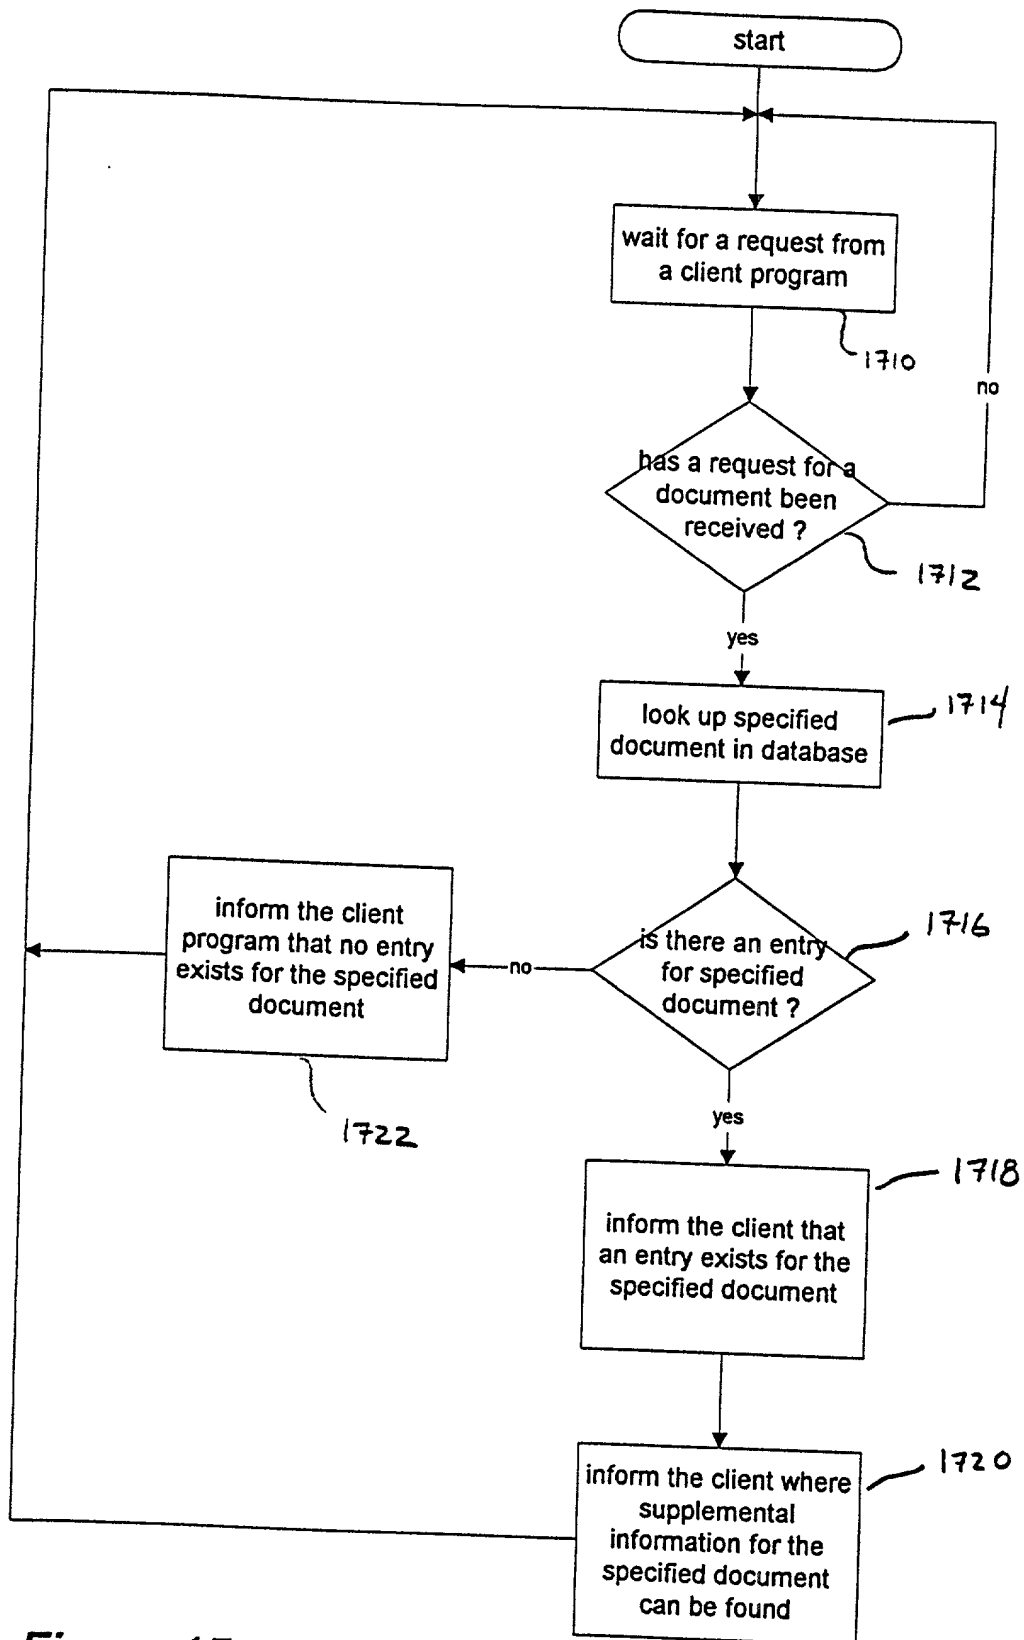 start
wait for a request from
a client program
1710
no
has a request for a
document been
received ?
1712
yes
look up specified
document in database
1714
is there an entry
for specified
document ?
1716
no
inform the client
program that no entry
exists for the specified
document
1722
yes
inform the client that
an entry exists for the
specified document
1718
inform the client where
supplemental
information for the
specified document
can be found
1720